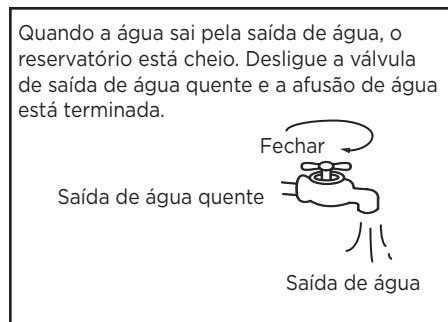 Quando a água sai pela saída de água, o
reservatório está cheio. Desligue a válvula
de saída de água quente e a afusão de água
está terminada.
Fechar
Saída de água quente
Saída de água